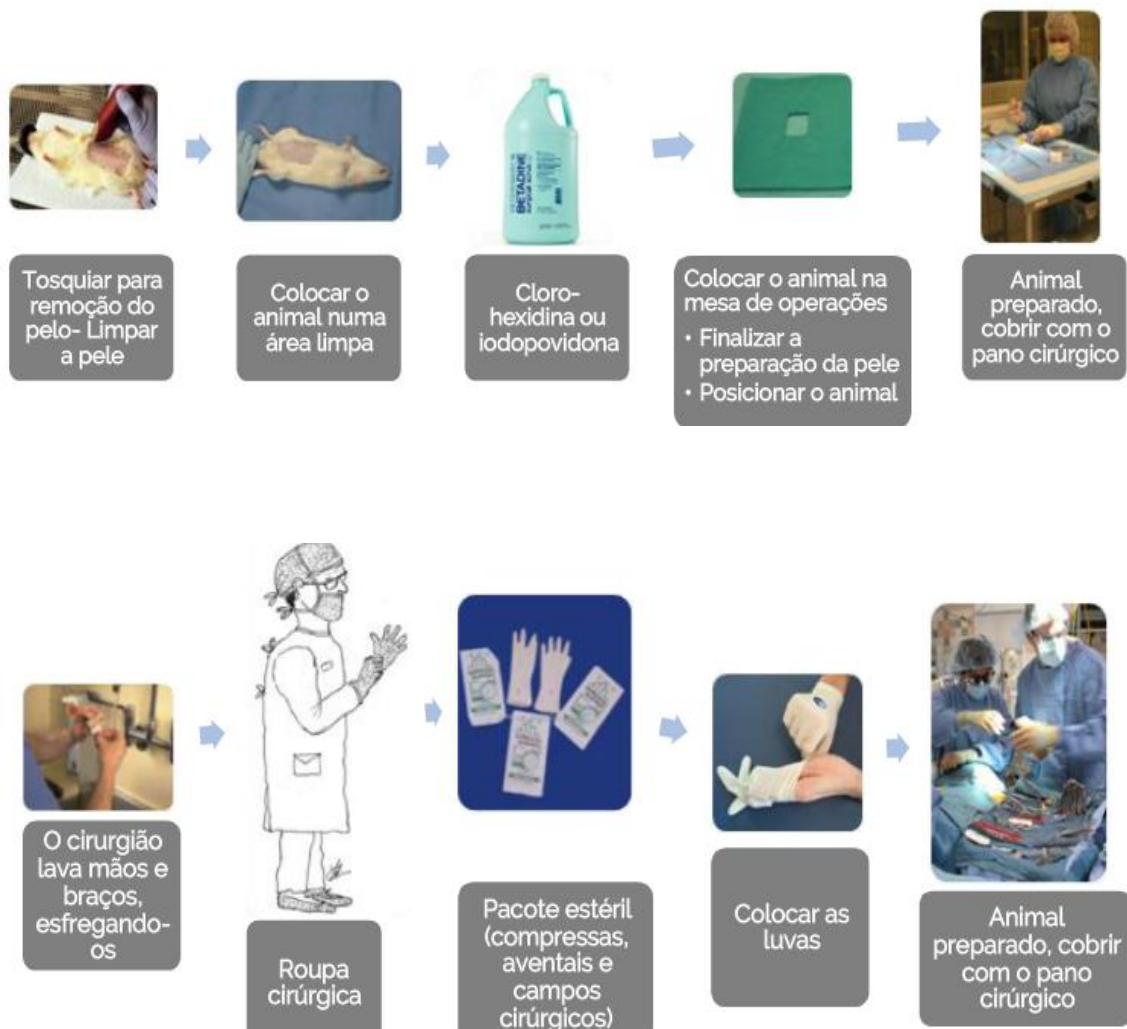 BETADINE
surgical scrub
Tosquiar para
remoção do
pelo- Limpar
a pele
Colocar o
animal numa
área limpa
Cloro-
hexidina ou
iodopovidona
Colocar o animal na
mesa de operações
• Finalizar a
preparação da pele
• Posicionar o animal
Animal
preparado,
cobrir com o
pano cirúrgico
O cirurgião
lava mãos e
braços,
esfregando-
os
Roupa
cirúrgica
Pacote estéril
(compressas,
aventais e
campos
cirúrgicos)
Colocar as
luvas
Animal
preparado, cobrir
com o pano
cirúrgico